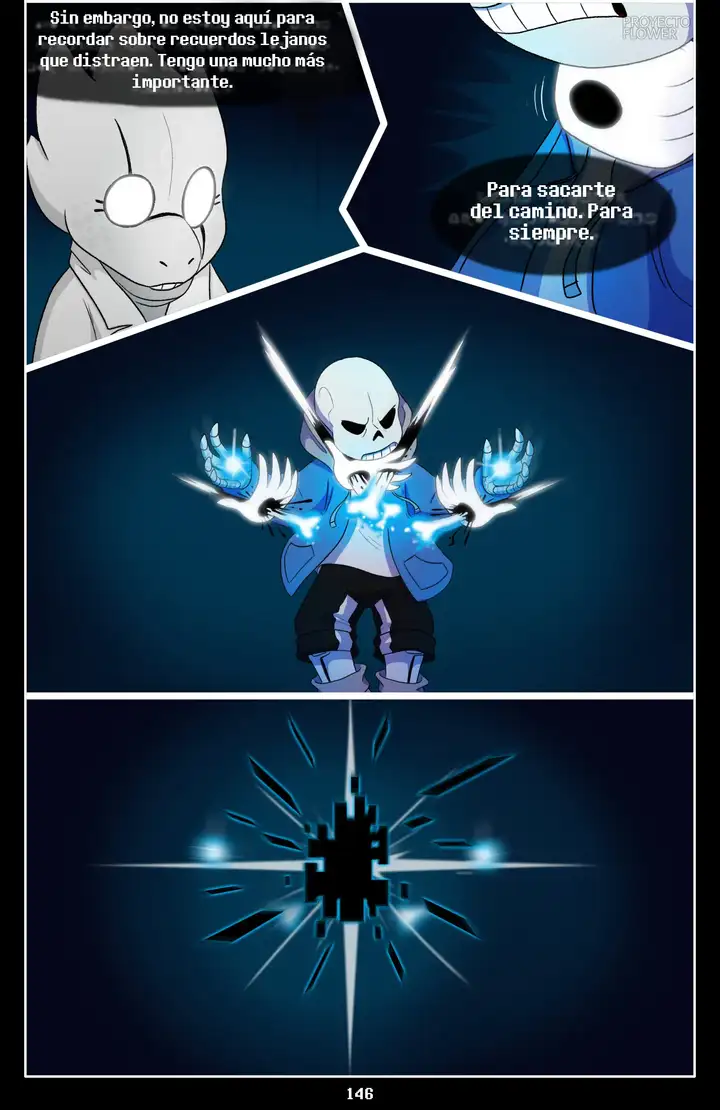 Sin embargo, no estoy aquí para
recordar sobre recuerdos lejanos
que distraen. Tengo una mucho más
importante.
PROYECTO
FLOWER
Para sacarte
del camino. Para
siempre.
146